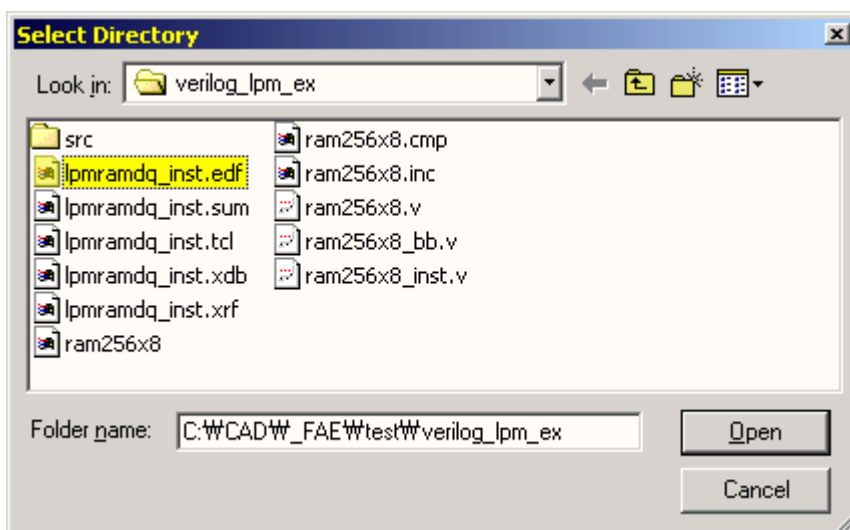 Select Directory
Look in: verilog_lpm_ex
src
lpmramdq_inst.edf
lpmramdq_inst.sum
lpmramdq_inst.tcl
lpmramdq_inst.xdb
lpmramdq_inst.xrf
ram256x8
ram256x8.cmp
ram256x8.inc
ram256x8.v
ram256x8_bb.v
ram256x8_inst.v
Folder name: C:₩CAD₩_FAE₩test₩verilog_lpm_ex
Open
Cancel